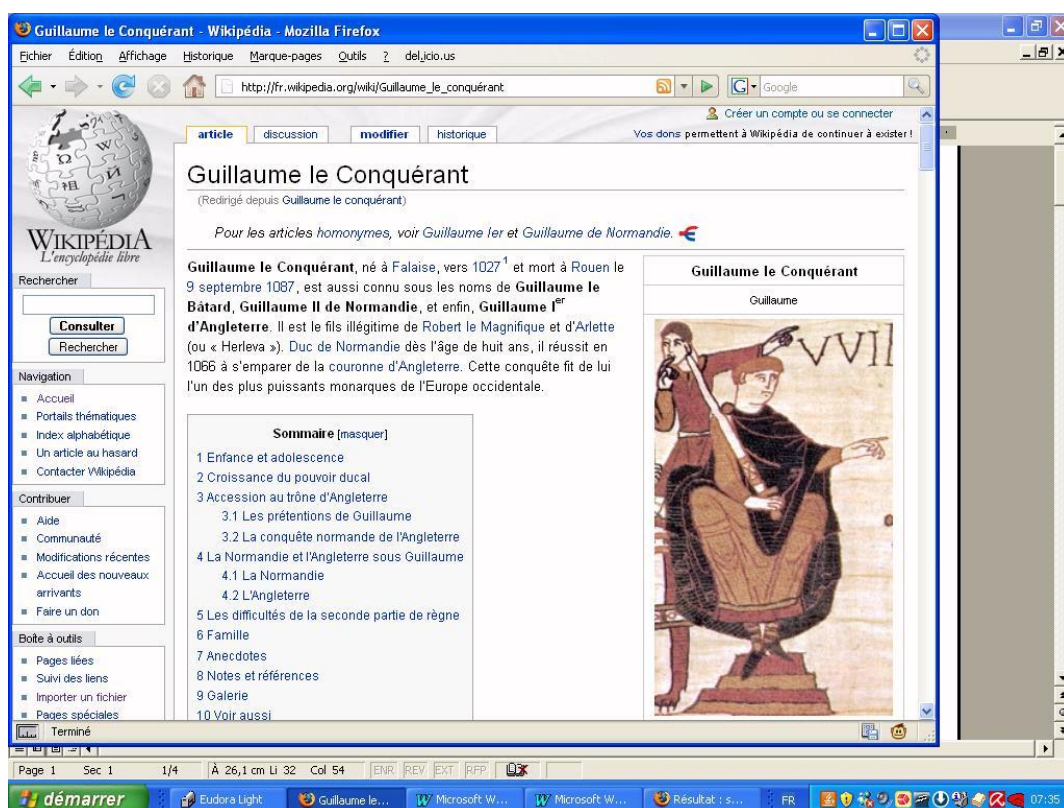 Guillaume le Conquérant - Wikipédia - Mozilla Firefox
Fichier Édition Affichage Historique Marque-pages Outils ? del.icio.us
http://fr.wikipedia.org/wiki/Guillaume_le_conquérant
G Google
Créer un compte ou se connecter
article discussion modifier historique
Vos dons permettent à Wikipédia de continuer à exister !
Guillaume le Conquérant
(Redirigé depuis Guillaume le conquérant)
Pour les articles homonymes, voir Guillaume Ier et Guillaume de Normandie.
WIKIPÉDIA
L'encyclopédie libre
Rechercher
Consulter
Rechercher
Navigation
Accueil
Portails thématiques
Index alphabétique
Un article au hasard
Contacter Wikipédia
Contribuer
Aide
Communauté
Modifications récentes
Accueil des nouveaux
arrivants
Faire un don
Boîte à outils
Pages liées
Suivi des liens
Importer un fichier
Pages spéciales
Guillaume le Conquérant, né à Falaise, vers 1027 1 et mort à Rouen le
9 septembre 1087, est aussi connu sous les noms de Guillaume le
Bâtard, Guillaume II de Normandie, et enfin, Guillaume Ier
d'Angleterre. Il est le fils illégitime de Robert le Magnifique et d'Arlette
(ou « Herleva »). Duc de Normandie dès l'âge de huit ans, il réussit en
1066 à s'emparer de la couronne d'Angleterre. Cette conquête fit de lui
l'un des plus puissants monarques de l'Europe occidentale.
Sommaire [masquer]
1 Enfance et adolescence
2 Croissance du pouvoir ducal
3 Accession au trône d'Angleterre
3.1 Les prétentions de Guillaume
3.2 La conquête normande de l'Angleterre
4 La Normandie et l'Angleterre sous Guillaume
4.1 La Normandie
4.2 L'Angleterre
5 Les difficultés de la seconde partie de règne
6 Famille
7 Anecdotes
8 Notes et références
9 Galerie
10 Voir aussi
Guillaume le Conquérant
Guillaume
VVIL
Terminé
Page 1 Sec 1 1/4 À 26,1 cm Li 32 Col 54 ENR REV EXT RFP
démarrer Eudora Light Guillaume le... Microsoft W... Microsoft W... Résultat : s... FR 07:35